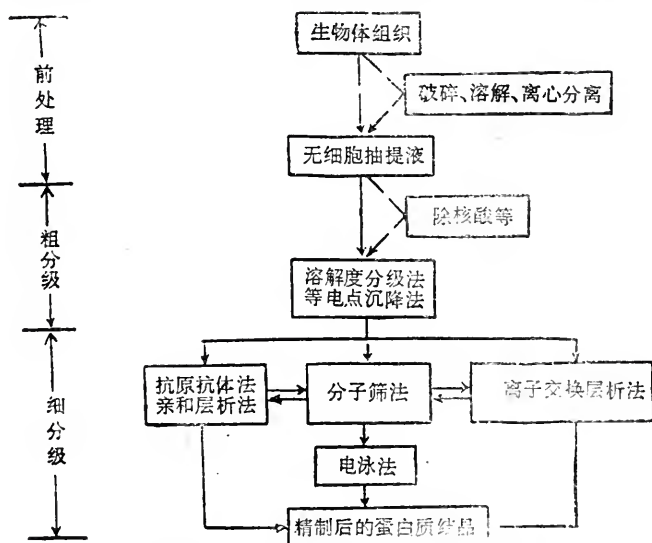 生物体组织
前处理
破碎、溶解、离心分离
无细胞抽提液
除核酸等
粗分级
溶解度分级法
等电点沉降法
抗原抗体法
亲和层析法
分子筛法
离子交换层析法
细分级
电泳法
精制后的蛋白质结晶